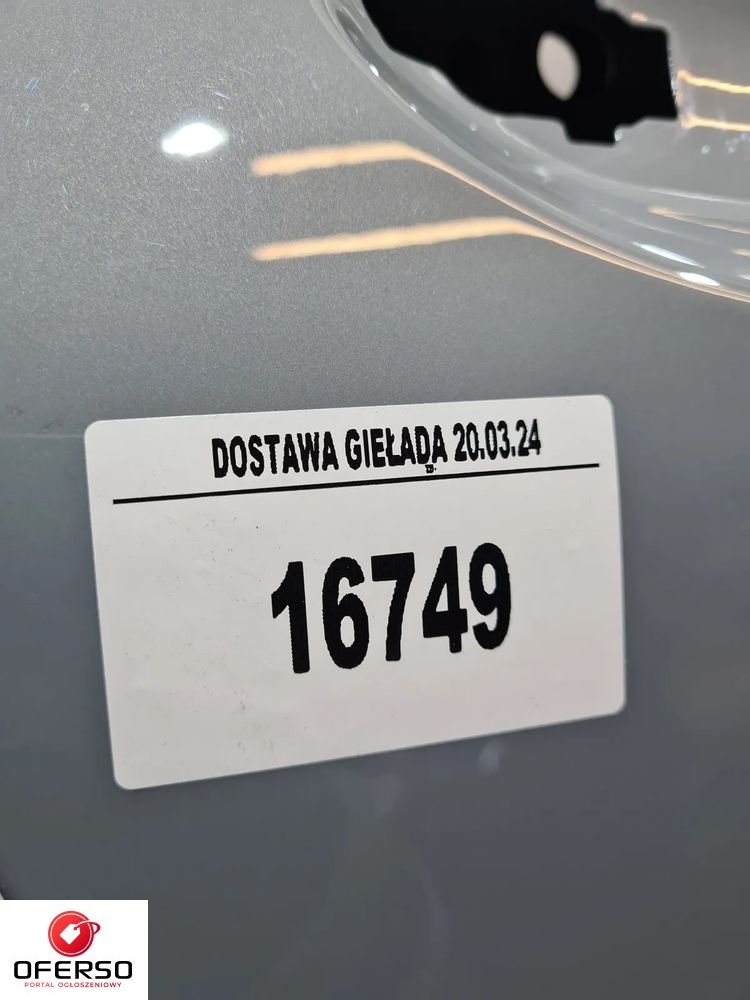 DOSTAWA GIEŁADA 20.03.24
16749
OFERSO
PORTAL OGŁOSZENIOWY